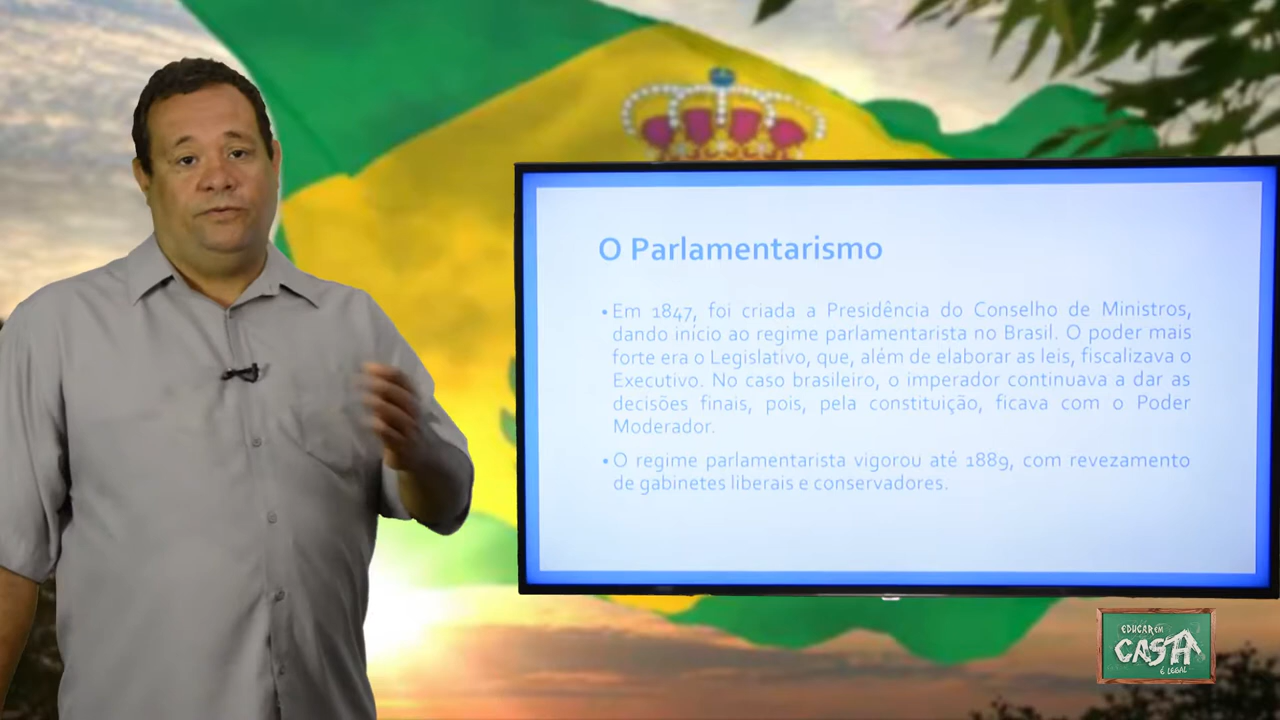 O Parlamentarismo
• Em 1847, foi criada a Presidência do Conselho de Ministros,
dando início ao regime parlamentarista no Brasil. O poder mais
forte era o Legislativo, que, além de elaborar as leis, fiscalizava o
Executivo. No caso brasileiro, o imperador continuava a dar as
decisões finais, pois, pela constituição, ficava com o Poder
Moderador.
• O regime parlamentarista vigorou até 1889, com revezamento
de gabinetes liberais e conservadores.
EDUCAR EM
CASA
É LEGAL